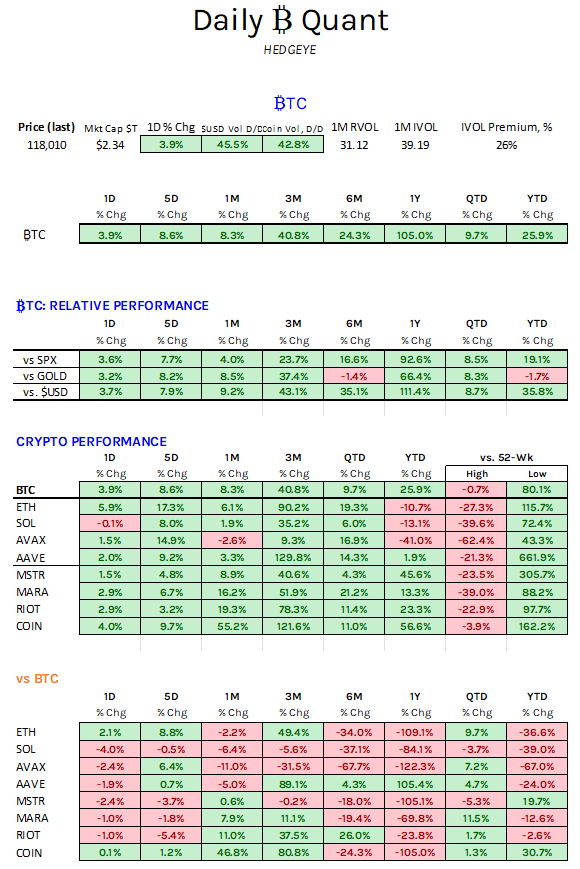 Daily ₿ Quant
HEDGEYE
₿TC
Price (last) Mkt Cap $T 1D % Chg $USD Vol D/D Coin Vol, D/D 1M RVOL 1M IVOL IVOL Premium, %
118,010 $2.34 3.9% 45.5% 42.8% 31.12 39.19 26%
1D 5D 1M 3M 6M 1Y QTD YTD
% Chg % Chg % Chg % Chg % Chg % Chg % Chg % Chg
₿TC 3.9% 8.6% 8.3% 40.8% 24.3% 105.0% 9.7% 25.9%
₿TC: RELATIVE PERFORMANCE
1D 5D 1M 3M 6M 1Y QTD YTD
% Chg % Chg % Chg % Chg % Chg % Chg % Chg % Chg
vs SPX 3.6% 7.7% 4.0% 23.7% 16.6% 92.6% 8.5% 19.1%
vs GOLD 3.2% 8.2% 8.5% 37.4% -1.4% 66.4% 8.3% -1.7%
vs. $USD 3.7% 7.9% 9.2% 43.1% 35.1% 111.4% 8.7% 35.8%
CRYPTO PERFORMANCE
1D 5D 1M 3M QTD YTD vs. 52-Wk
% Chg % Chg % Chg % Chg % Chg % Chg High Low
BTC 3.9% 8.6% 8.3% 40.8% 9.7% 25.9% -0.7% 80.1%
ETH 5.9% 17.3% 6.1% 90.2% 19.3% -10.7% -27.3% 115.7%
SOL -0.1% 8.0% 1.9% 35.2% 6.0% -13.1% -39.6% 72.4%
AVAX 1.5% 14.9% -2.6% 9.3% 16.9% -41.0% -62.4% 43.3%
AAVE 2.0% 9.2% 3.3% 129.8% 14.3% 1.9% -21.3% 661.9%
MSTR 1.5% 4.8% 8.9% 40.6% 4.3% 45.6% -23.5% 305.7%
MARA 2.9% 6.7% 16.2% 51.9% 21.2% 13.3% -39.0% 88.2%
RIOT 2.9% 3.2% 19.3% 78.3% 11.4% 23.3% -22.9% 97.7%
COIN 4.0% 9.7% 55.2% 121.6% 11.0% 56.6% -3.9% 162.2%
vs BTC
1D 5D 1M 3M 6M 1Y QTD YTD
% Chg % Chg % Chg % Chg % Chg % Chg % Chg % Chg
ETH 2.1% 8.8% -2.2% 49.4% -34.0% -109.1% 9.7% -36.6%
SOL -4.0% -0.5% -6.4% -5.6% -37.1% -84.1% -3.7% -39.0%
AVAX -2.4% 6.4% -11.0% -31.5% -67.7% -122.3% 7.2% -67.0%
AAVE -1.9% 0.7% -5.0% 89.1% 4.3% 105.4% 4.7% -24.0%
MSTR -2.4% -3.7% 0.6% -0.2% -18.0% -105.1% -5.3% 19.7%
MARA -1.0% -1.8% 7.9% 11.1% -19.4% -69.8% 11.5% -12.6%
RIOT -1.0% -5.4% 11.0% 37.5% 26.0% -23.8% 1.7% -2.6%
COIN 0.1% 1.2% 46.8% 80.8% -24.3% -105.0% 1.3% 30.7%